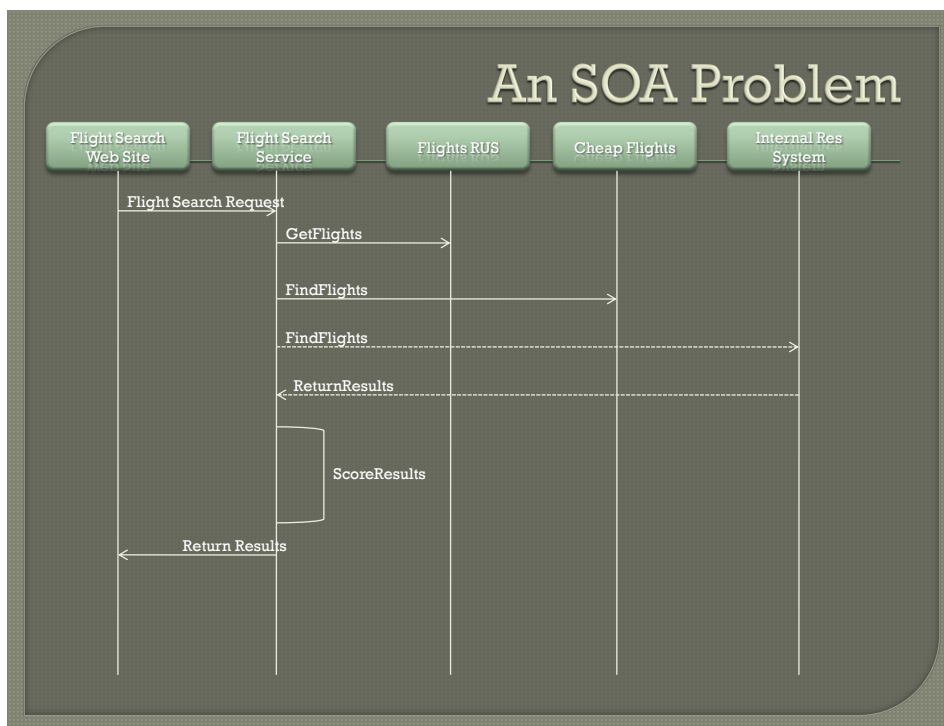 An SOA Problem
Flight Search
Web Site
Flight Search
Service
Flights RUS
Cheap Flights
Internal Res
System
Flight Search Request
GetFlights
FindFlights
FindFlights
ReturnResults
ScoreResults
Return Results